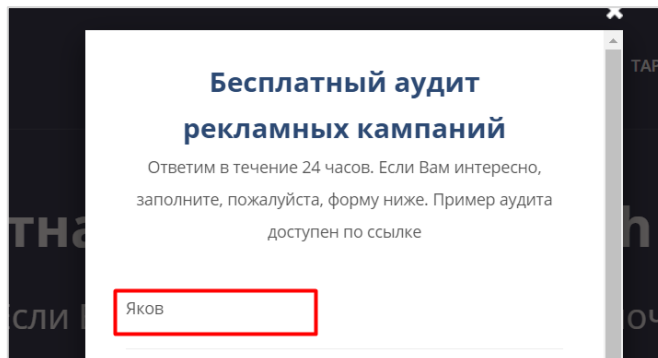 ТАР
Бесплатный аудит
рекламных кампаний
Ответим в течение 24 часов. Если Вам интересно,
заполните, пожалуйста, форму ниже. Пример аудита
доступен по ссылке
Яков